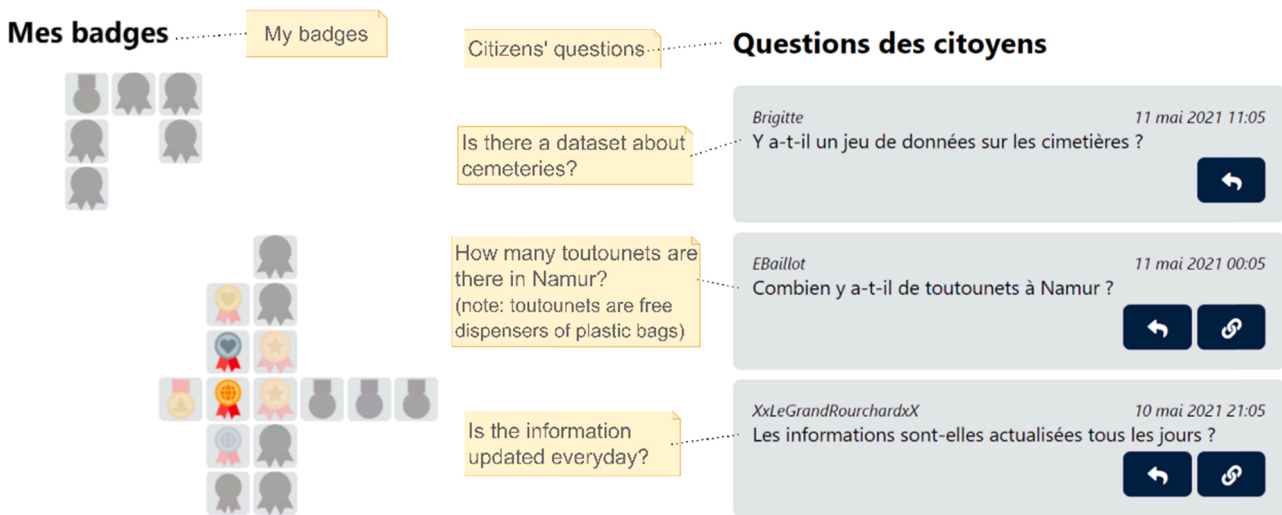 Mes badges
My badges
Citizens' questions
Questions des citoyens
Brigitte
11 mai 2021 11:05
Y a-t-il un jeu de données sur les cimetières ?
Is there a dataset about
cemeteries?
How many toutounets are
there in Namur?
(note: toutounets are free
dispensers of plastic bags)
EBaillot
11 mai 2021 00:05
Combien y a-t-il de toutounets à Namur ?
Is the information
updated everyday?
XxLeGrandRourchardxX
10 mai 2021 21:05
Les informations sont-elles actualisées tous les jours ?